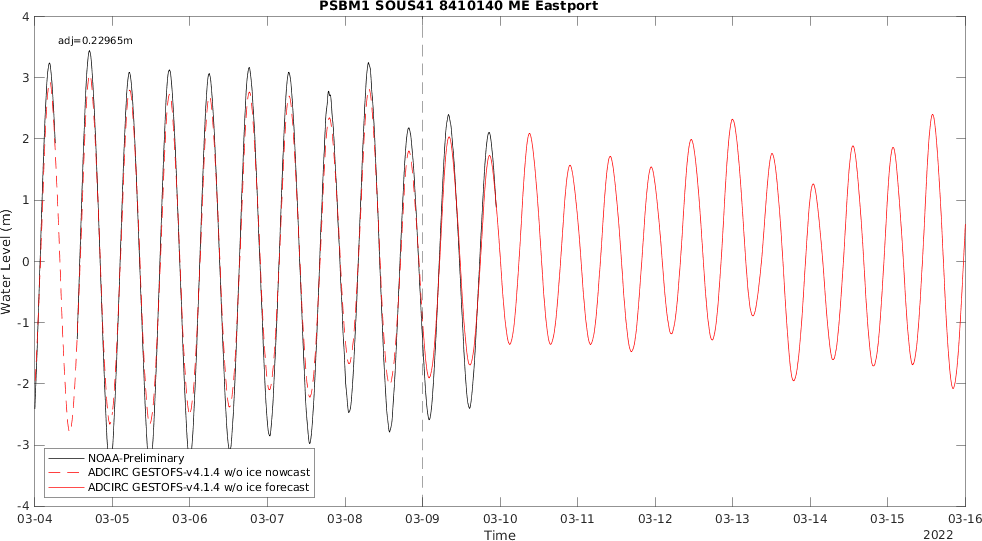 PSBM1 SOUS41 8410140 ME Eastport
adj=0.22965m
4
3
2
1
0
-1
-2
-3
-4
Water Level (m)
NOAA-Preliminary
ADCIRC GESTOFS-v4.1.4 w/o ice nowcast
ADCIRC GESTOFS-v4.1.4 w/o ice forecast
03-04 03-05 03-06 03-07 03-08 03-09 03-10 03-11 03-12 03-13 03-14 03-15 03-16
Time
2022